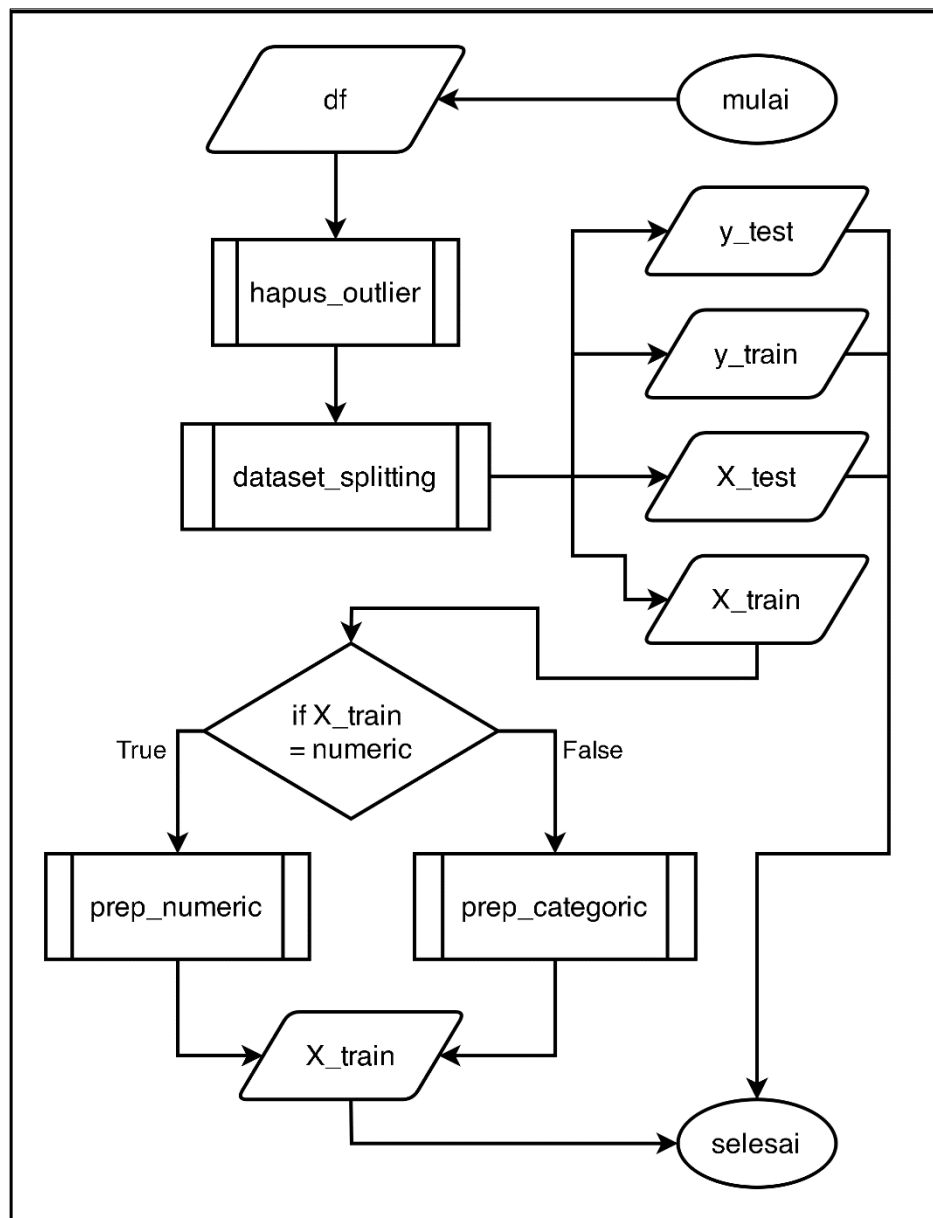 df
mulai
hapus_outlier
dataset_splitting
y_test
y_train
X_test
X_train
if X_train
= numeric
True
False
prep_numeric
prep_categoric
X_train
selesai